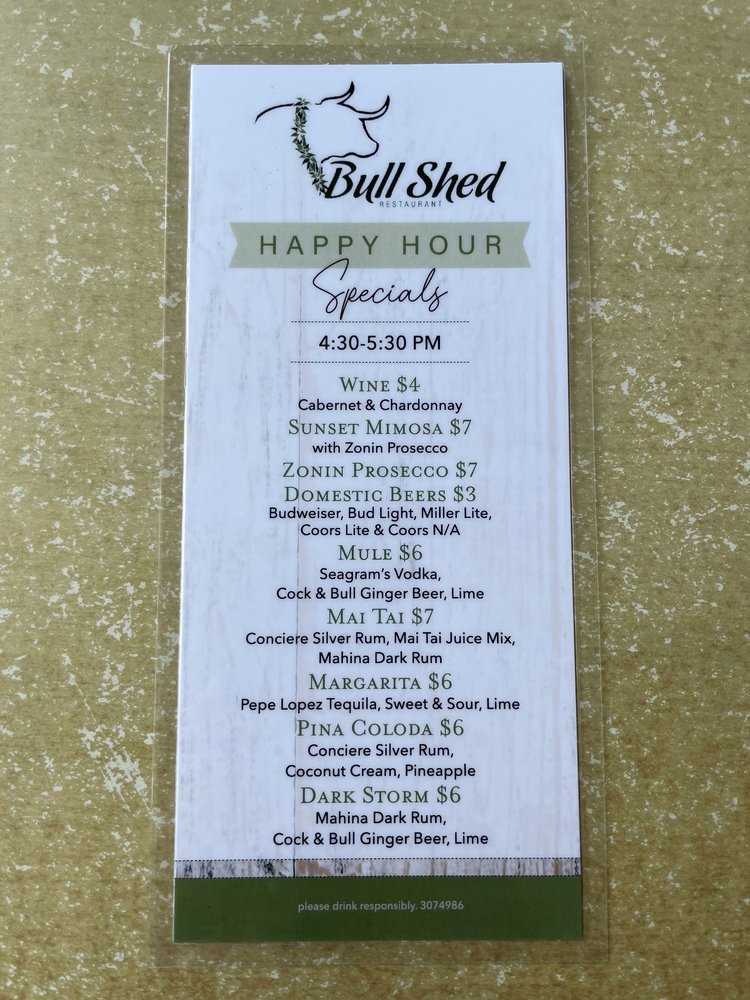 Bull Shed
RESTAURANT
HAPPY HOUR
Specials
4:30-5:30 PM
WINE $4
Cabernet & Chardonnay
SUNSET MIMOSA $7
with Zonin Prosecco
ZONIN PROSECCO $7
DOMESTIC BEERS $3
Budweiser, Bud Light, Miller Lite,
Coors Lite & Coors N/A
MULE $6
Seagram's Vodka,
Cock & Bull Ginger Beer, Lime
MAI TAI $7
Conciere Silver Rum, Mai Tai Juice Mix,
Mahina Dark Rum
MARGARITA $6
Pepe Lopez Tequila, Sweet & Sour, Lime
PINA COLODA $6
Conciere Silver Rum,
Coconut Cream, Pineapple
DARK STORM $6
Mahina Dark Rum,
Cock & Bull Ginger Beer, Lime
please drink responsibly. 3074986